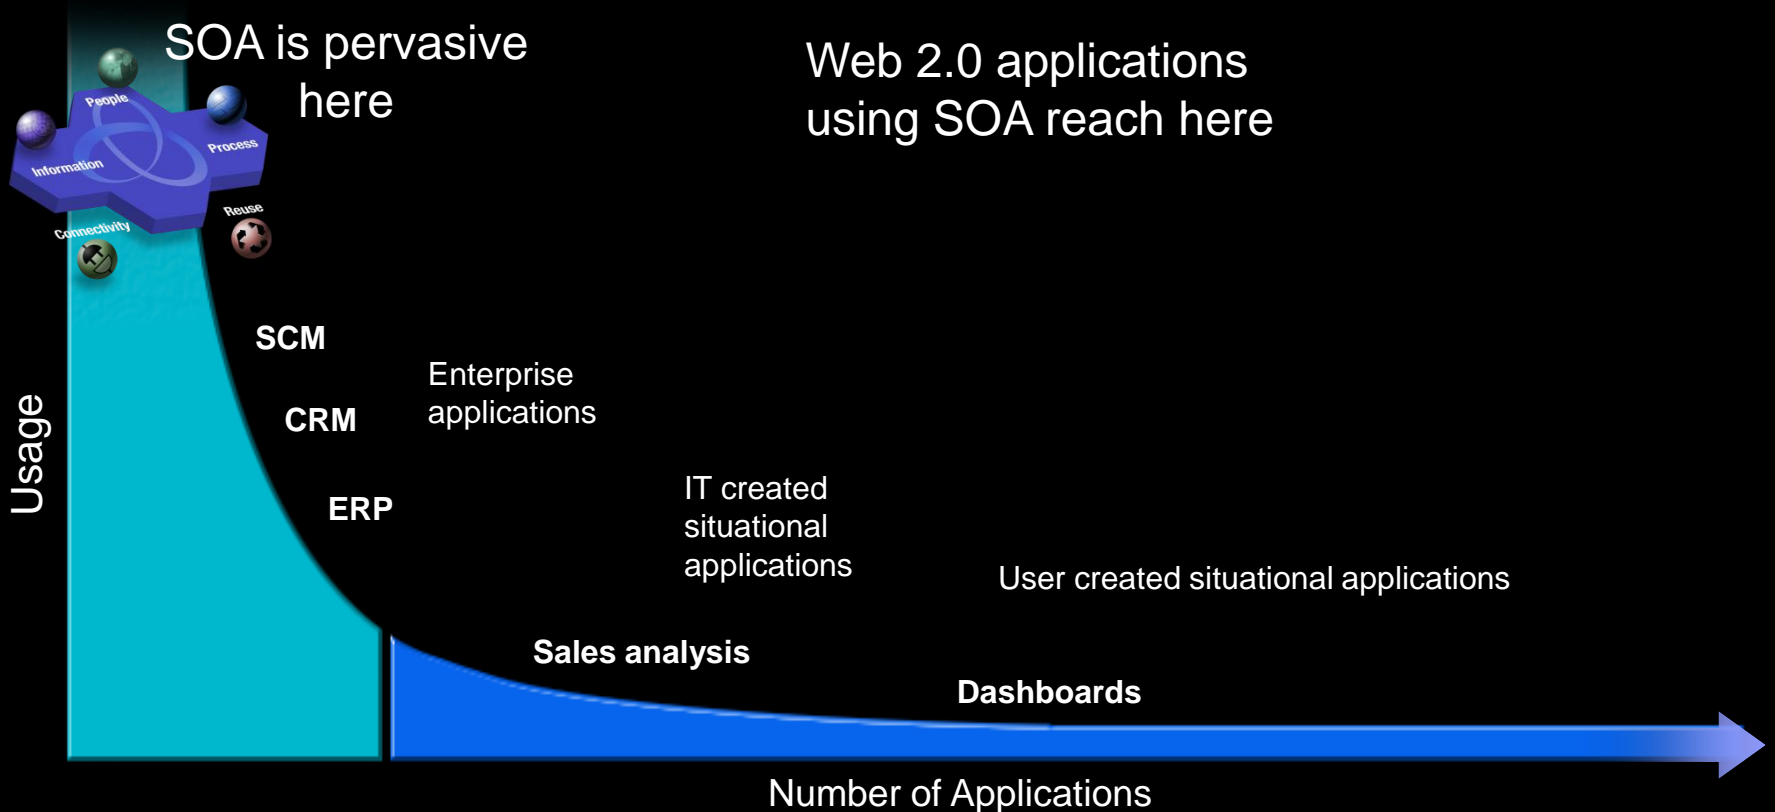 SOA is pervasive
here
Web 2.0 applications
using SOA reach here
People
Process
Information
Reuse
Connectivity
SCM
Enterprise
applications
CRM
Usage
ERP
IT created
situational
applications
User created situational applications
Sales analysis
Dashboards
Number of Applications